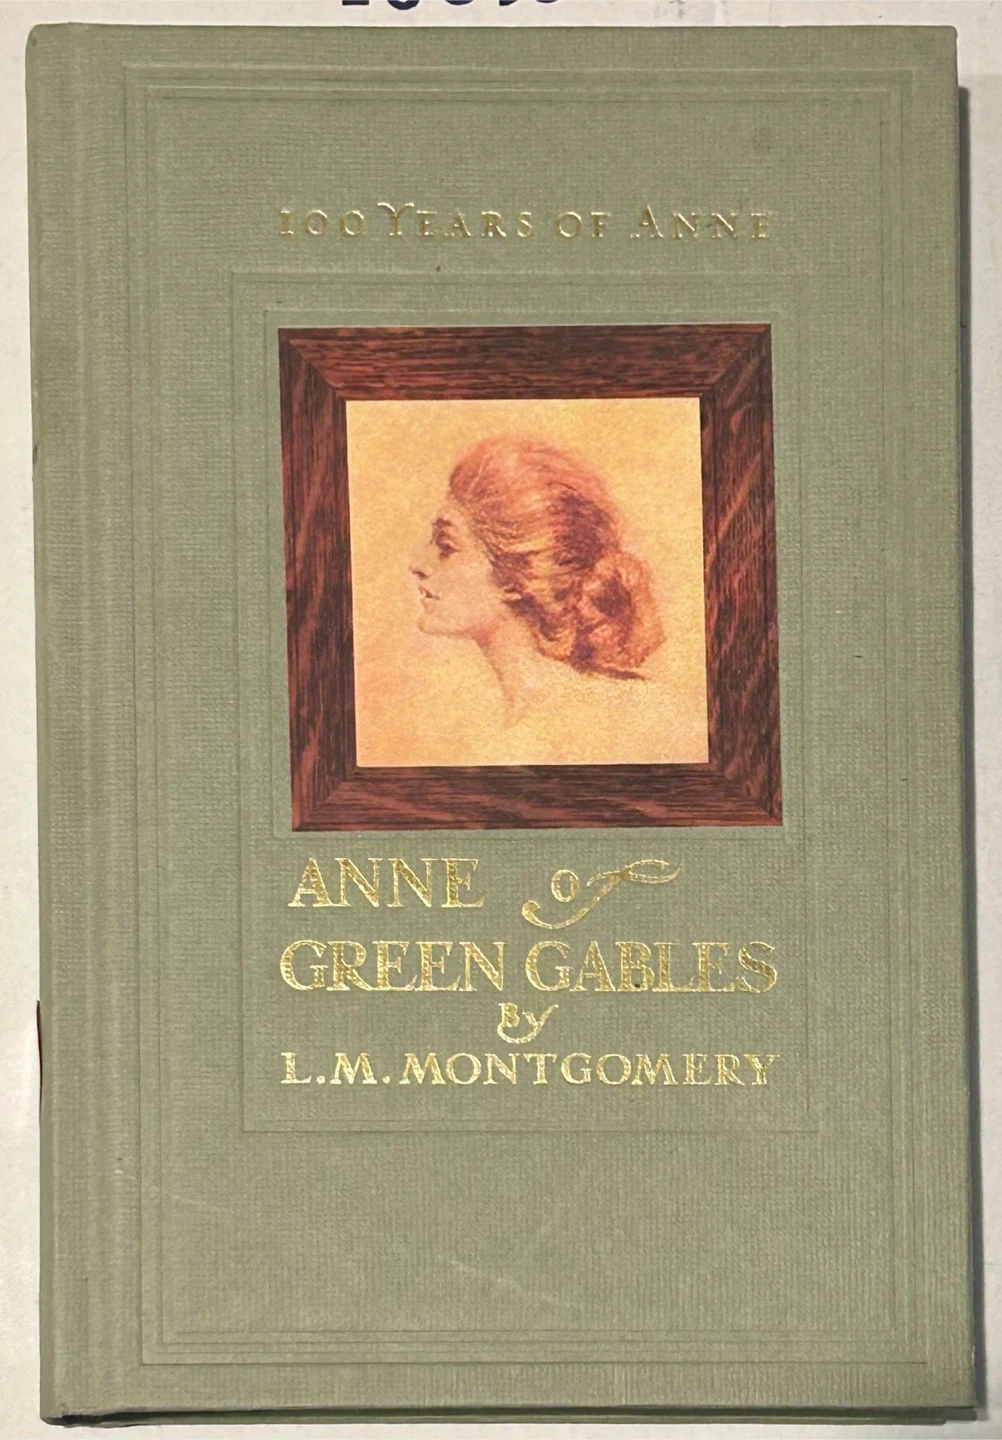 100 YEARS OF ANNE
ANNE of
GREEN GABLES
By
L.M. MONTGOMERY